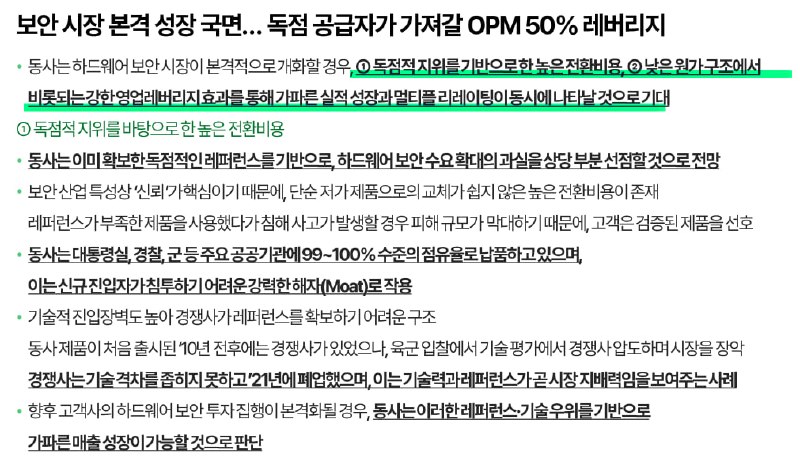 보안 시장 본격 성장 국면... 독점 공급자가 가져갈 OPM 50% 레버리지
• 동사는 하드웨어 보안 시장이 본격적으로 개화할 경우, ① 독점적 지위를 기반으로 한 높은 전환비용, ② 낮은 원가 구조에서
비롯되는 강한 영업레버리지 효과를 통해 가파른 실적 성장과 멀티플 리레이팅이 동시에 나타날 것으로 기대
① 독점적 지위를 바탕으로 한 높은 전환비용
• 동사는 이미 확보한 독점적인 레퍼런스를 기반으로, 하드웨어 보안 수요 확대의 과실을 상당 부분 선점할 것으로 전망
• 보안 산업 특성상 '신뢰'가 핵심이기 때문에, 단순 저가 제품으로의 교체가 쉽지 않은 높은 전환비용이 존재
레퍼런스가 부족한 제품을 사용했다가 침해 사고가 발생할 경우 피해 규모가 막대하기 때문에, 고객은 검증된 제품을 선호
• 동사는 대통령실, 경찰, 군 등 주요 공공기관에 99~100% 수준의 점유율로 납품하고 있으며,
이는 신규 진입자가 침투하기 어려운 강력한 해자(Moat)로 작용
• 기술적 진입장벽도 높아 경쟁사가 레퍼런스를 확보하기 어려운 구조
동사 제품이 처음 출시된 '10년 전후에는 경쟁사가 있었으나, 육군 입찰에서 기술 평가에서 경쟁사 압도하며 시장을 장악
경쟁사는 기술 격차를 좁히지 못하고 '21년에 폐업했으며, 이는 기술력과 레퍼런스가 곧 시장 지배력임을 보여주는 사례
• 향후 고객사의 하드웨어 보안 투자 집행이 본격화될 경우, 동사는 이러한 레퍼런스·기술 우위를 기반으로
가파른 매출 성장이 가능할 것으로 판단